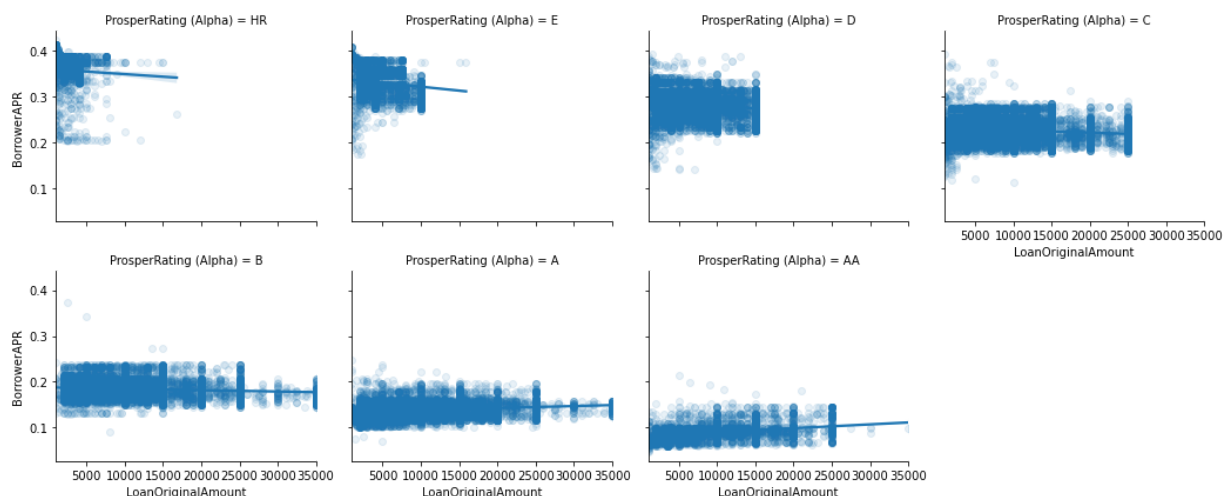 ProsperRating (Alpha) = HR
ProsperRating (Alpha) = E
ProsperRating (Alpha) = D
ProsperRating (Alpha) = C
0.4
0.3
0.2
0.1
BorrowerAPR
5000 10000 15000 20000 25000 30000 35000
LoanOriginalAmount
ProsperRating (Alpha) = B
ProsperRating (Alpha) = A
ProsperRating (Alpha) = AA
0.4
0.3
0.2
0.1
BorrowerAPR
5000 10000 15000 20000 25000 30000 35000
LoanOriginalAmount
5000 10000 15000 20000 25000 30000 35000
LoanOriginalAmount
5000 10000 15000 20000 25000 30000 35000
LoanOriginalAmount